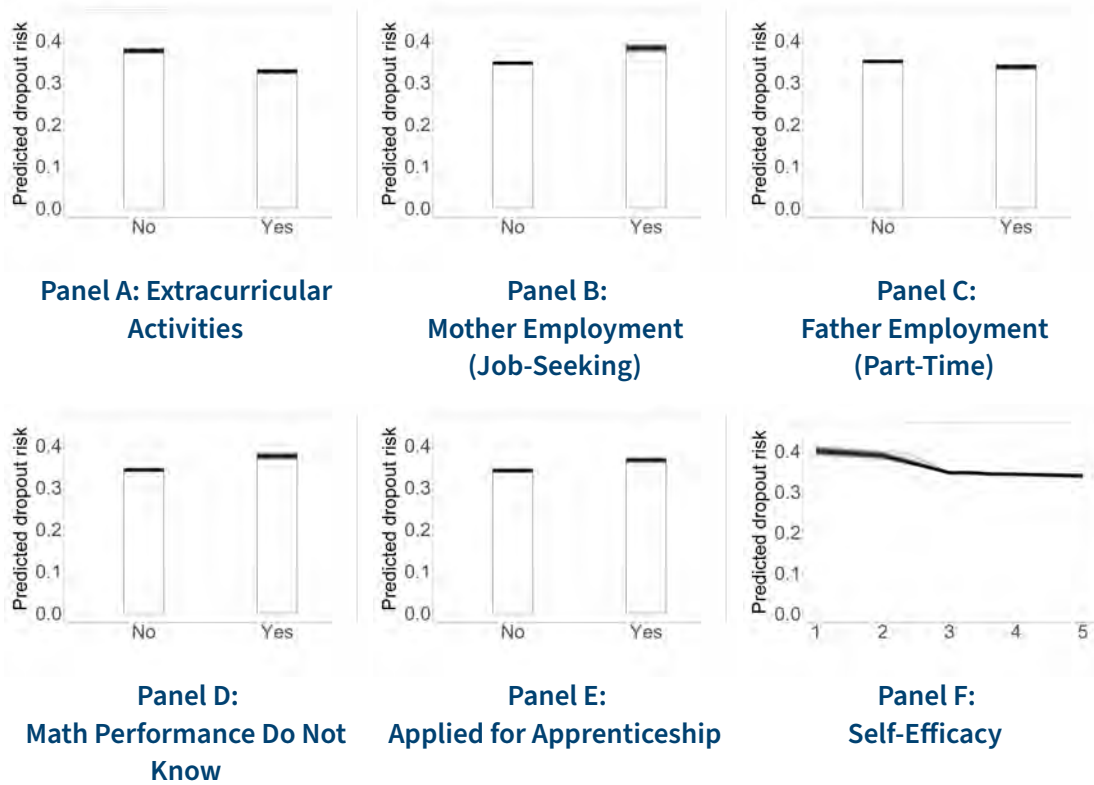 Predicted dropout risk
0.4
0.3
0.2
0.1
0.0
No Yes
Panel A: Extracurricular
Activities
Predicted dropout risk
0.4
0.3
0.2
0.1
0.0
No Yes
Panel B:
Mother Employment
(Job-Seeking)
Predicted dropout risk
0.4
0.3
0.2
0.1
0.0
No Yes
Panel C:
Father Employment
(Part-Time)
Predicted dropout risk
0.4
0.3
0.2
0.1
0.0
No Yes
Panel D:
Math Performance Do Not
Know
Predicted dropout risk
0.4
0.3
0.2
0.1
0.0
No Yes
Panel E:
Applied for Apprenticeship
Predicted dropout risk
0.4
0.3
0.2
0.1
0.0
1 2 3 4 5
Panel F:
Self-Efficacy